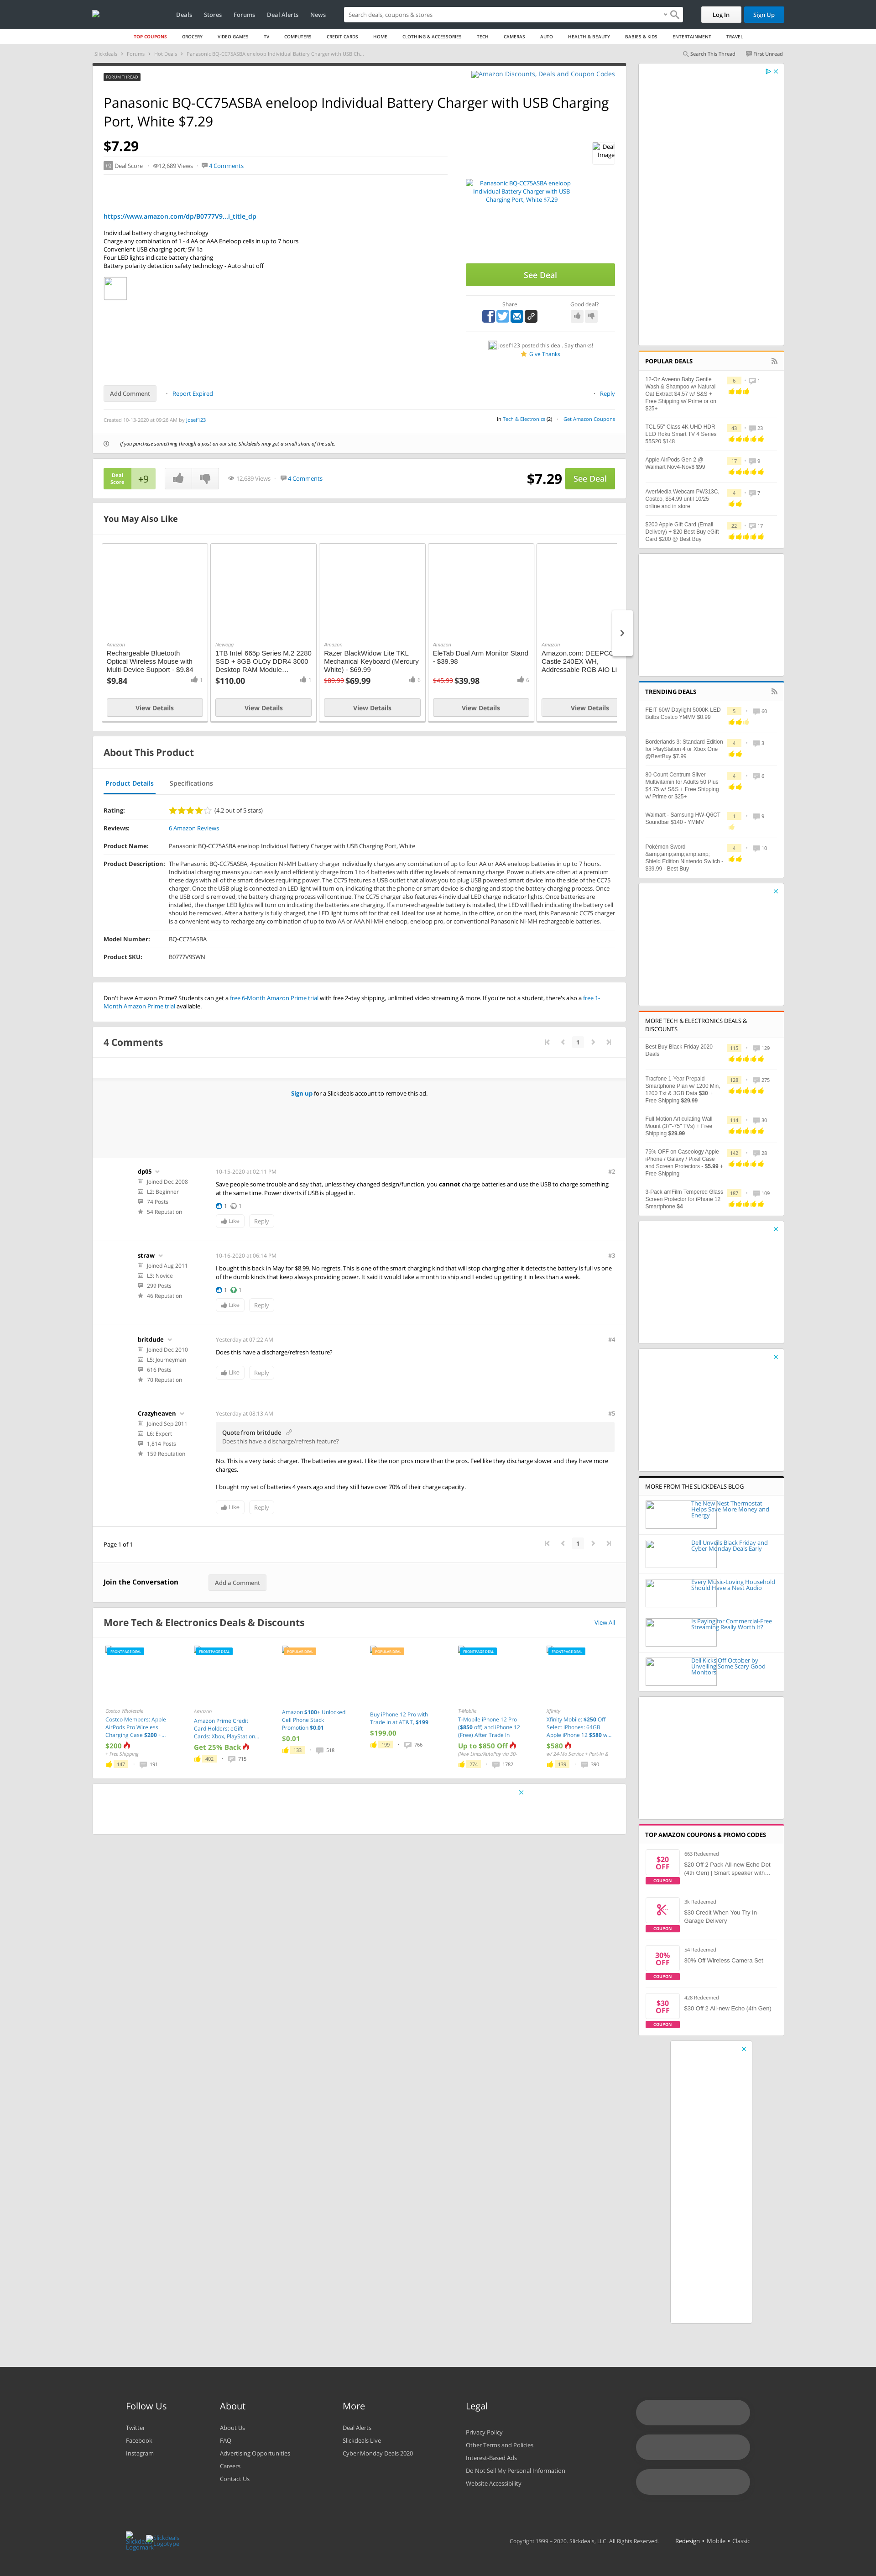 Deals Stores Forums Deal Alerts News
Search deals, coupons & stores
Log In Sign Up
TOP COUPONS GROCERY VIDEO GAMES TV COMPUTERS CREDIT CARDS HOME CLOTHING & ACCESSORIES TECH CAMERAS AUTO HEALTH & BEAUTY BABIES & KIDS ENTERTAINMENT TRAVEL
Slickdeals > Forums > Hot Deals > Panasonic BQ-CC75ASBA eneloop Individual Battery Charger with USB Ch...
Search This Thread First Unread
FORUM THREAD
Amazon Discounts, Deals and Coupon Codes
Panasonic BQ-CC75ASBA eneloop Individual Battery Charger with USB Charging
Port, White $7.29
$7.29
+9 Deal Score 12,689 Views 4 Comments
Deal
Image
Panasonic BQ-CC75ASBA eneloop
Individual Battery Charger with USB
Charging Port, White $7.29
https://www.amazon.com/dp/B0777V9...i_title_dp
Individual battery charging technology
Charge any combination of 1 - 4 AA or AAA Eneloop cells in up to 7 hours
Convenient USB charging port; 5V 1a
Four LED lights indicate battery charging
Battery polarity detection safety technology - Auto shut off
See Deal
Share Good deal?
Josef123 posted this deal. Say thanks!
Give Thanks
Add Comment Report Expired Reply
Created 10-13-2020 at 09:26 AM by Josef123
in Tech & Electronics (2) Get Amazon Coupons
If you purchase something through a post on our site, Slickdeals may get a small share of the sale.
Deal
Score
+9
12,689 Views 4 Comments
$7.29 See Deal
You May Also Like
Amazon
Rechargeable Bluetooth
Optical Wireless Mouse with
Multi-Device Support - $9.84
$9.84 1
View Details
Newegg
1TB Intel 665p Series M.2 2280
SSD + 8GB OLOy DDR4 3000
Desktop RAM Module...
$110.00 1
View Details
Amazon
Razer BlackWidow Lite TKL
Mechanical Keyboard (Mercury
White) - $69.99
$89.99 $69.99 6
View Details
Amazon
EleTab Dual Arm Monitor Stand
- $39.98
$45.99 $39.98 6
View Details
Amazon
Amazon.com: DEEPCO
Castle 240EX WH,
Addressable RGB AIO Li
View Details
About This Product
Product Details Specifications
Rating: (4.2 out of 5 stars)
Reviews: 6 Amazon Reviews
Product Name: Panasonic BQ-CC75ASBA eneloop Individual Battery Charger with USB Charging Port, White
Product Description: The Panasonic BQ-CC75ASBA, 4-position Ni-MH battery charger individually charges any combination of up to four AA or AAA eneloop batteries in up to 7 hours.
Individual charging means you can easily and efficiently charge from 1 to 4 batteries with differing levels of remaining charge. Power outlets are often at a premium
these days with all of the smart devices requiring power. The CC75 features a USB outlet that allows you to plug USB powered smart device into the side of the CC75
charger. Once the USB plug is connected an LED light will turn on, indicating that the phone or other smart device is charging and stop the battery charging process. Once
the USB cord is removed, the battery charging process will continue. The CC75 charger also features 4 individual LED charge indicator lights. Once batteries are
installed, the charger LED lights will turn on indicating the batteries are charging. If a Non-rechargeable battery is installed, the LED will flash indicating the defect cell
should be removed. After a battery is fully charged, the LED light turns off for that cell. Ideal for use at home, in the office, or on the road, this Panasonic CC75 charger
is a convenient way to recharge any combination of up to two AA or AAA Ni-MH eneloop, eneloop pro, or conventional Panasonic Ni-MH rechargeable batteries.
Model Number: BQ-CC75ASBA
Product SKU: B0777V9SWN
Don't have Amazon Prime? Students can get a free 6-Month Amazon Prime trial with free 2-day shipping, unlimited video streaming & more. If you're not a student, there's also a free 1-
Month Amazon Prime trial available.
4 Comments
1
Sign up for a Slickdeals account to remove this ad.
dp05
Joined Dec 2008
L2: Beginner
74 Posts
54 Reputation
10-15-2020 at 02:11 PM #2
Save people some trouble and say that, unless they changed design/function, you cannot charge batteries and use the USB to charge something
at the same time. Power diverts if USB is plugged in.
1 1
Like Reply
straw
Joined Aug 2011
L3: Novice
299 Posts
46 Reputation
10-16-2020 at 06:14 PM #3
I bought this back in May for $8.99. No regrets. This is one of the smart charging kind that will stop charging after it detects the battery is full vs one
of the dumb kinds that keep always providing power. It said it would take a month to ship and I ended up getting it in less than a week.
1 1
Like Reply
britdude
Joined Dec 2010
L5: Journeyman
616 Posts
70 Reputation
Yesterday at 07:22 AM #4
Does this have a discharge/refresh feature?
Like Reply
Crazyheaven
Joined Sep 2011
L6: Expert
1,814 Posts
159 Reputation
Yesterday at 08:13 AM #5
Quote from britdude
Does this have a discharge/refresh feature?
No. This is a very basic charger. The batteries are great. I like the non pros more than the pros. Feel like they discharge slower and they have more
charges.
I bought my set of batteries 4 years ago and they still have over 70% of their charge capacity.
Like Reply
Page 1 of 1
1
Join the Conversation Add a Comment
More Tech & Electronics Deals & Discounts View All
FRONTPAGE DEAL
Costco Wholesale
Costco Members: Apple
AirPods Pro Wireless
Charging Case $200 +...
$200
+ Free Shipping
147 191
FRONTPAGE DEAL
Amazon
Amazon Prime Credit
Card Holders: eGift
Cards: Xbox, PlayStation...
Get 25% Back
402 715
POPULAR DEAL
Amazon $100+ Unlocked
Cell Phone Stack
Promotion $0.01
$0.01
133 518
POPULAR DEAL
Buy iPhone 12 Pro with
Trade in at AT&T, $199
$199.00
199 766
FRONTPAGE DEAL
T-Mobile
T-Mobile iPhone 12 Pro
($850 off) and iPhone 12
(Free) After Trade In
Up to $850 Off
(New Lines/AutoPay via 30-
274 1782
FRONTPAGE DEAL
Xfinity
Xfinity Mobile: $250 Off
Select iPhones: 64GB
Apple iPhone 12 $580 w...
$580
w/ 24-Mo Service + Port-In &
139 390
POPULAR DEALS
12-Oz Aveeno Baby Gentle
Wash & Shampoo w/ Natural
Oat Extract $4.57 w/ S&S +
Free Shipping w/ Prime or on
$25+
6 1
TCL 55" Class 4K UHD HDR
LED Roku Smart TV 4 Series
55S20 $148
43 23
Apple AirPods Gen 2 @
Walmart Nov4-Nov8 $99
17 9
AverMedia Webcam PW313C,
Costco, $54.99 until 10/25
online and in store
4 7
$200 Apple Gift Card (Email
Delivery) + $20 Best Buy eGift
Card $200 @ Best Buy
22 17
TRENDING DEALS
FEIT 60W Daylight 5000K LED
Bulbs Costco YMMV $0.99
5 60
Borderlands 3: Standard Edition
for PlayStation 4 or Xbox One
@BestBuy $7.99
4 3
80-Count Centrum Silver
Multivitamin for Adults 50 Plus
$4.75 w/ S&S + Free Shipping
w/ Prime or $25+
4 6
Walmart - Samsung HW-Q6CT
Soundbar $140 - YMMV
1 9
Pokémon Sword
&amp;amp;amp;amp;amp;
Shield Edition Nintendo Switch -
$39.99 - Best Buy
4 10
MORE TECH & ELECTRONICS DEALS &
DISCOUNTS
Best Buy Black Friday 2020
Deals
115 129
Tracfone 1-Year Prepaid
Smartphone Plan w/ 1200 Min,
1200 Txt & 3GB Data $30 +
Free Shipping $29.99
128 275
Full Motion Articulating Wall
Mount (37"-75" TVs) + Free
Shipping $29.99
114 30
75% OFF on Caseology Apple
iPhone / Galaxy / Pixel Case
and Screen Protectors - $5.99 +
Free Shipping
142 28
3-Pack amFilm Tempered Glass
Screen Protector for iPhone 12
Smartphone $4
187 109
MORE FROM THE SLICKDEALS BLOG
The New Nest Thermostat
Helps Save More Money and
Energy
Dell Unveils Black Friday and
Cyber Monday Deals Early
Every Music-Loving Household
Should Have a Nest Audio
Is Paying for Commercial-Free
Streaming Really Worth It?
Dell Kicks Off October by
Unveiling Some Scary Good
Monitors
TOP AMAZON COUPONS & PROMO CODES
$20
OFF
COUPON
663 Redeemed
$20 Off 2 Pack All-new Echo Dot
(4th Gen) | Smart speaker with...
COUPON
3k Redeemed
$30 Credit When You Try In-
Garage Delivery
30%
OFF
COUPON
54 Redeemed
30% Off Wireless Camera Set
$30
OFF
COUPON
428 Redeemed
$30 Off 2 All-new Echo (4th Gen)
Follow Us
Twitter
Facebook
Instagram
About
About Us
FAQ
Advertising Opportunities
Careers
Contact Us
More
Deal Alerts
Slickdeals Live
Cyber Monday Deals 2020
Legal
Privacy Policy
Other Terms and Policies
Interest-Based Ads
Do Not Sell My Personal Information
Website Accessibility
Slickdeals
Logotype
Copyright 1999 - 2020. Slickdeals, LLC. All Rights Reserved. Redesign • Mobile • Classic